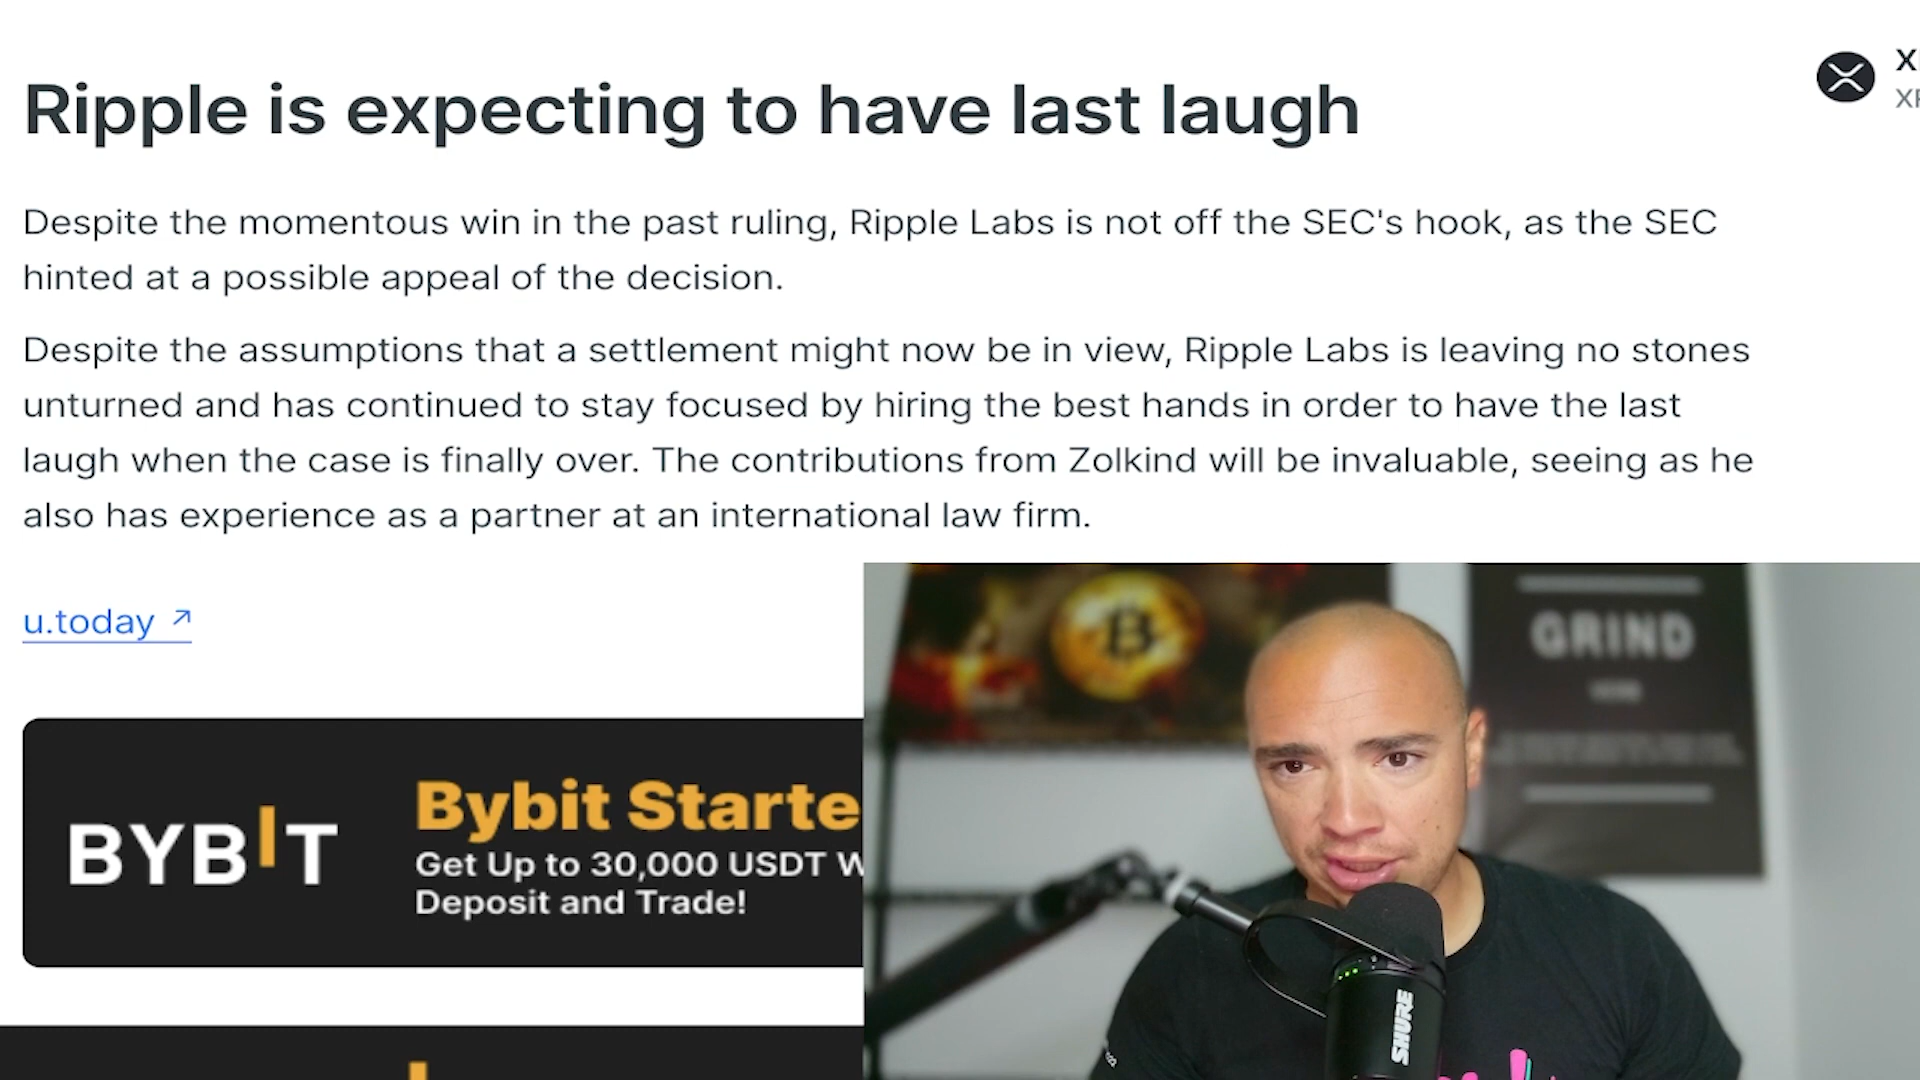 Ripple is expecting to have last laugh
Despite the momentous win in the past ruling, Ripple Labs is not off the SEC's hook, as the SEC
hinted at a possible appeal of the decision.
Despite the assumptions that a settlement might now be in view, Ripple Labs is leaving no stones
unturned and has continued to stay focused by hiring the best hands in order to have the last
laugh when the case is finally over. The contributions from Zolkind will be invaluable, seeing as he
also has experience as a partner at an international law firm.
u.today ↗
BYBIT
Bybit Starte
Get Up to 30,000 USDT W
Deposit and Trade!
GRIND
SHURE